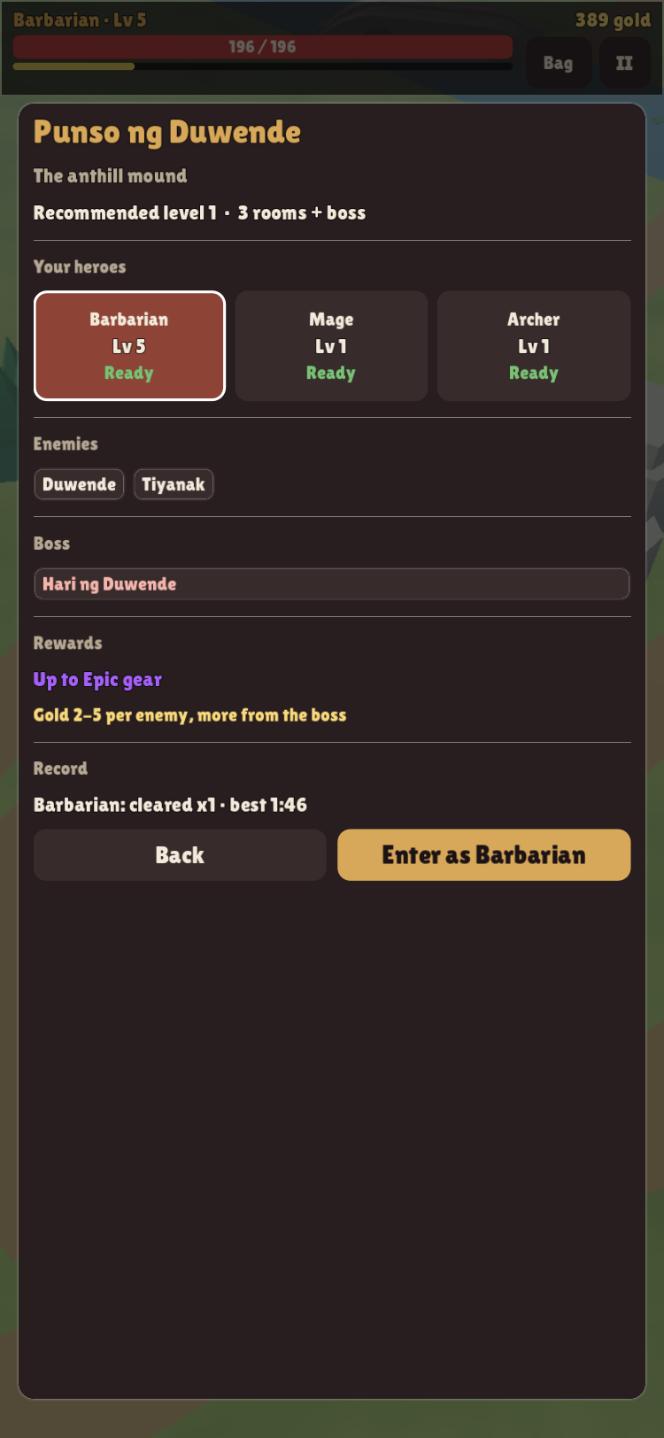 Barbarian · Lv 5
389 gold
196 / 196
Bag
II
Punso ng Duwende
The anthill mound
Recommended level 1 · 3 rooms + boss
Your heroes
Barbarian
Lv 5
Ready
Mage
Lv 1
Ready
Archer
Lv 1
Ready
Enemies
Duwende
Tiyanak
Boss
Hari ng Duwende
Rewards
Up to Epic gear
Gold 2–5 per enemy, more from the boss
Record
Barbarian: cleared x1 · best 1:46
Back
Enter as Barbarian